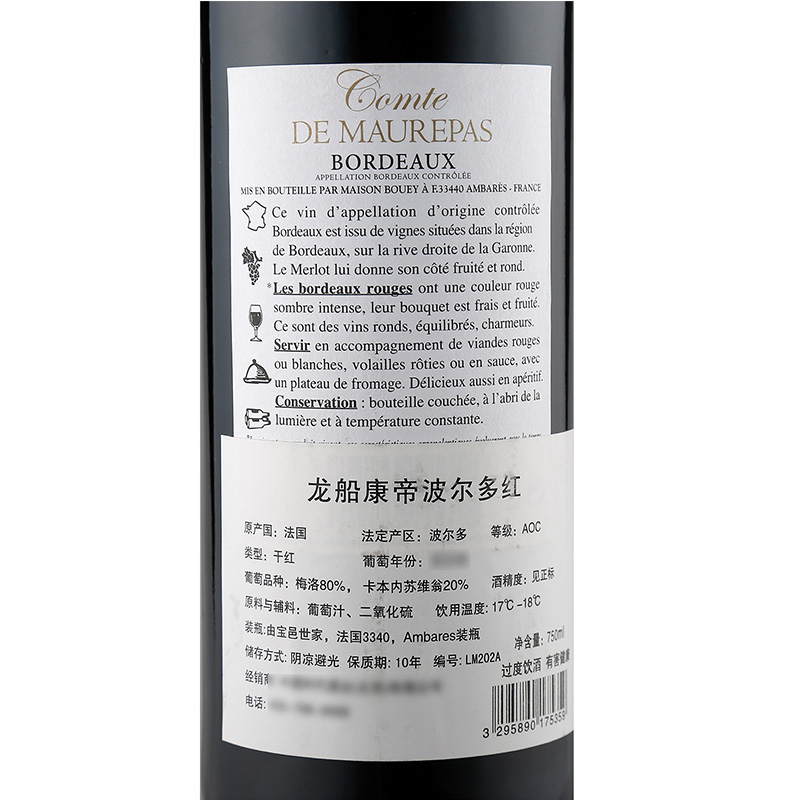 Comte
DE MAUREPAS
BORDEAUX
APPELLATION BORDEAUX CONTRÔLÉE
MIS EN BOUTEILLE PAR MAISON BOUEY À F.33440 AMBARÈS - FRANCE
Ce vin d'appellation d'origine contrôlée
Bordeaux est issu de vignes situées dans la région
de Bordeaux, sur la rive droite de la Garonne.
Le Merlot lui donne son côté fruité et rond.
*Les bordeaux rouges ont une couleur rouge
sombre intense, leur bouquet est frais et fruité.
Ce sont des vins ronds, équilibrés, charmeurs.
Servir en accompagnement de viandes rouges
ou blanches, volailles rôties ou en sauce, avec
un plateau de fromage. Délicieux aussi en apéritif.
Conservation : bouteille couchée, à l'abri de la
lumière et à température constante.
龙船康帝波尔多红
原产国: 法国 法定产区: 波尔多 等级: AOC
类型: 干红 葡萄年份:
葡萄品种: 梅洛80%, 卡本内苏维翁20% 酒精度: 见正标
原料与辅料: 葡萄汁、二氧化硫 饮用温度: 17℃-18℃
装瓶:由宝邑世家, 法国3340, Ambares装瓶 净含量: 750ml
储存方式: 阴凉避光 保质期: 10年 编号: LM202A 过度饮酒 有害健康
经销商
电话:
3 295890 175359